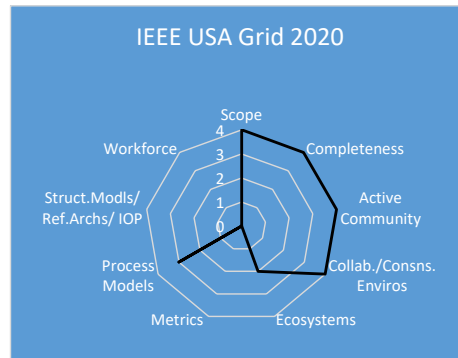 IEEE USA Grid 2020
Scope
4
3
2
1
0
Completeness
Active
Community
Collab./Consns.
Enviros
Ecosystems
Metrics
Process
Models
Struct.Modls/
Ref.Archs/ IOP
Workforce